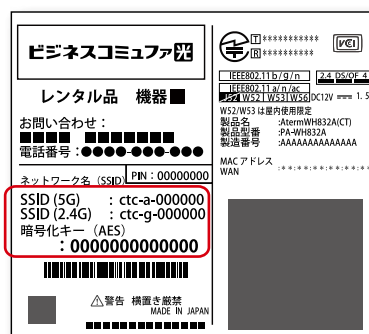 ビジネスコミュファ光
レンタル品 機器■
お問い合わせ：
■■■ ■■■■■■
電話番号：●●●●-●●●-●●●
ネットワーク名（SSID）
PIN：00000000
SSID (5G) : ctc-a-000000
SSID (2.4G) : ctc-g-000000
暗号化キー（AES）
: 0000000000000
警告 横置き厳禁
MADE IN JAPAN
T ***********
R **********
VCI
IEEE802.11b/g/n
2.4 DS/OF 4
IEEE802.11a/n/ac
J52 W52 W53 W56
DC12V 1. 5
W52/W53 は屋内使用限定
製品名 :AtermWH832A(CT)
製品型番 :PA-WH832A
製造番号 :AAAAAAAAAAAAAA
MAC アドレス
WAN :**:**:**:**:**:*